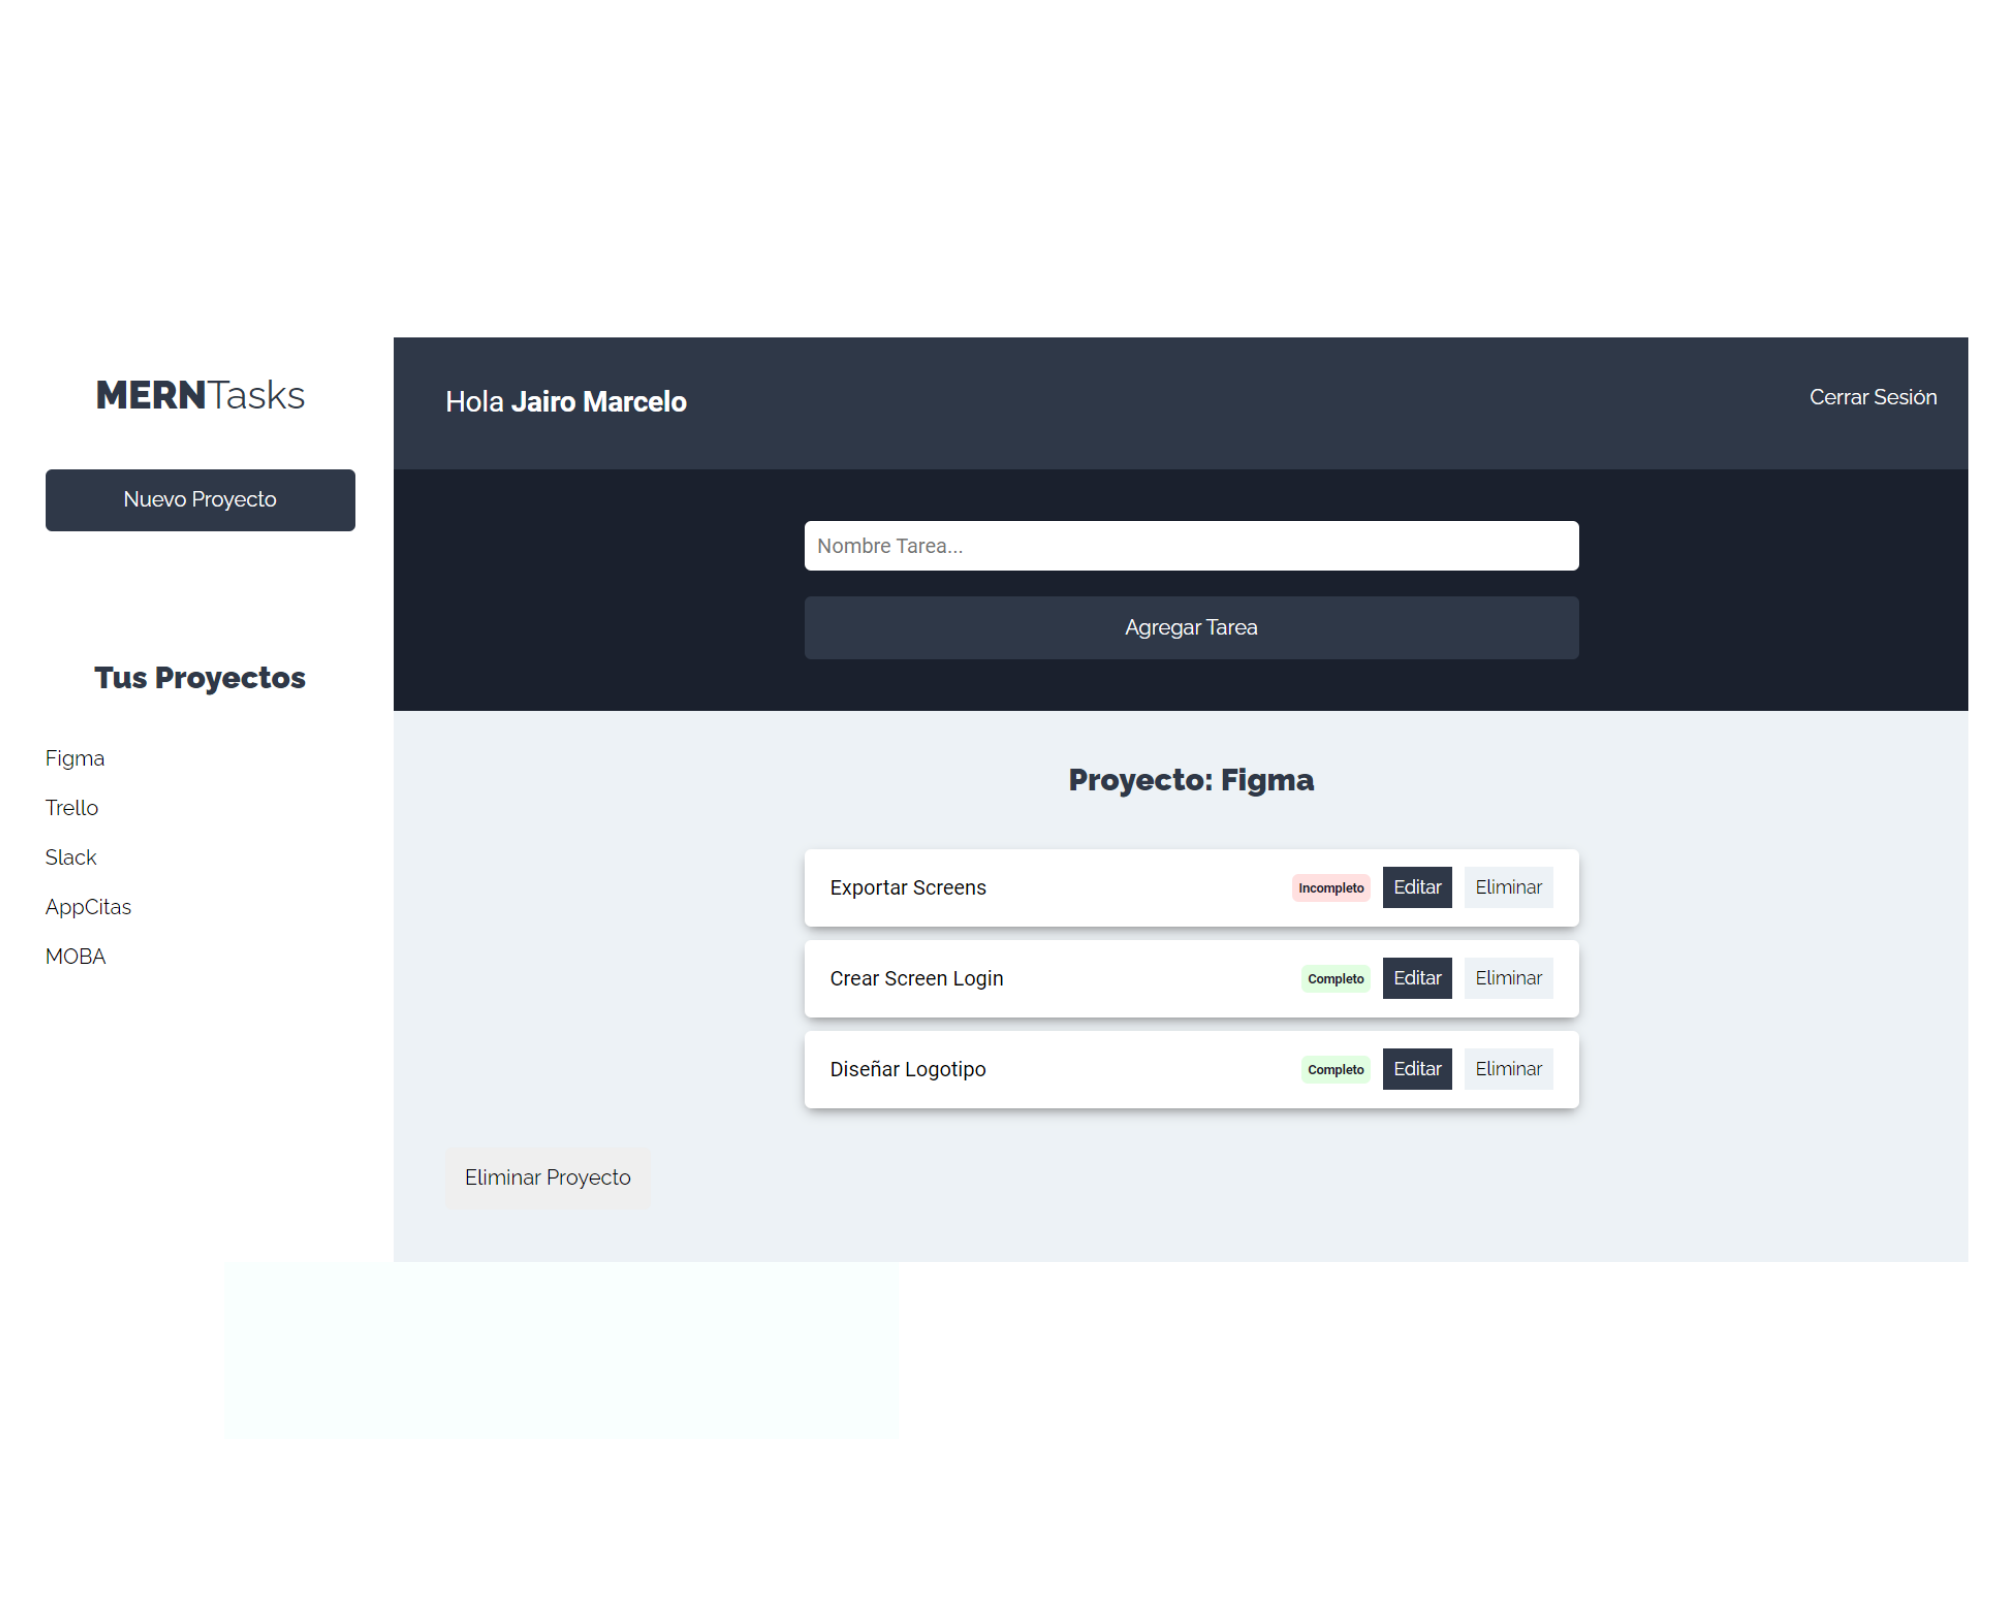 MERNTasks
Nuevo Proyecto
Tus Proyectos
Figma
Trello
Slack
AppCitas
MOBA
Hola Jairo Marcelo
Cerrar Sesión
Nombre Tarea...
Agregar Tarea
Proyecto: Figma
Exportar Screens Incompleto Editar Eliminar
Crear Screen Login Completo Editar Eliminar
Diseñar Logotipo Completo Editar Eliminar
Eliminar Proyecto